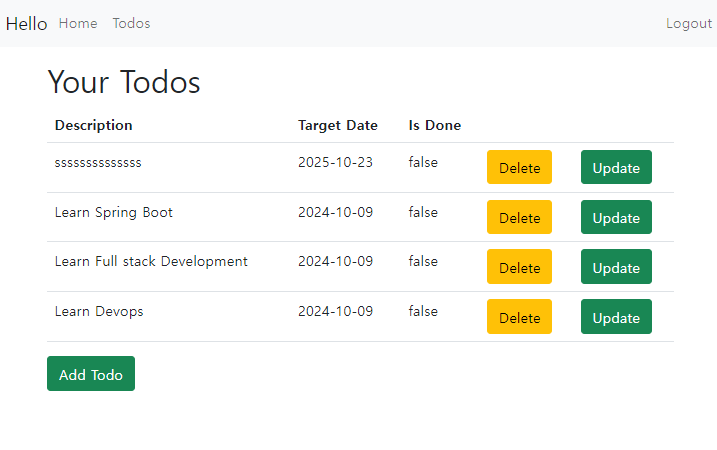 Hello Home Todos Logout
Your Todos
Description Target Date Is Done
ssssssssssssss 2025-10-23 false Delete Update
Learn Spring Boot 2024-10-09 false Delete Update
Learn Full stack Development 2024-10-09 false Delete Update
Learn Devops 2024-10-09 false Delete Update
Add Todo